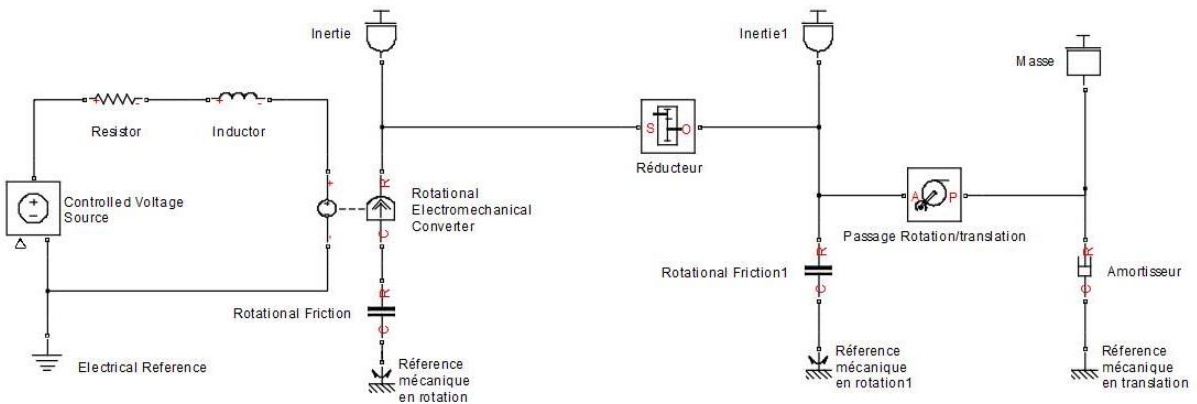 Inertie
Inertie1
Masse
+
-
+
-
Resistor
Inductor
S
O
Réducteur
+
-
Controlled Voltage
Source
+
-
R
C
Rotational
Electromechanical
Converter
A
P
Passage Rotation/translation
R
C
Rotational Friction
R
C
Rotational Friction1
R
C
Amortisseur
Electrical Reference
Réference
mécanique
en rotation
Réference
mécanique
en rotation1
Réference
mécanique
en translation